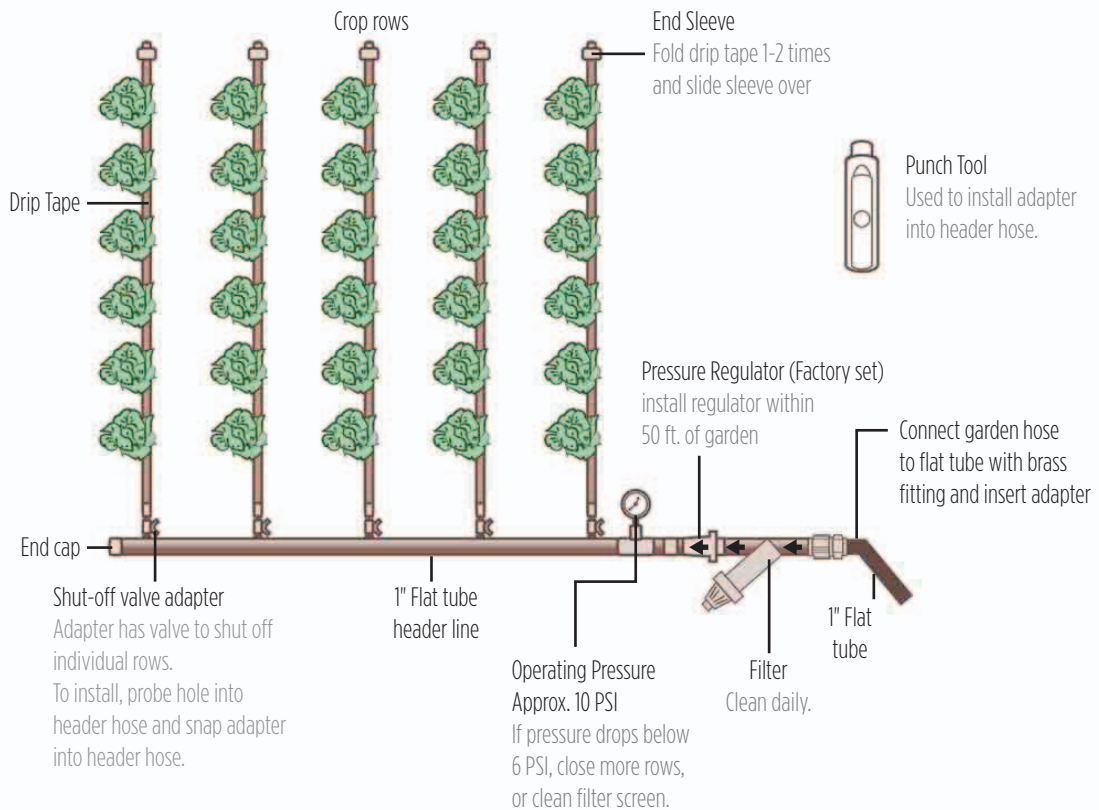 Crop rows
End Sleeve
Fold drip tape 1-2 times
and slide sleeve over
Punch Tool
Used to install adapter
into header hose.
Drip Tape
Pressure Regulator (Factory set)
install regulator within
50 ft. of garden
Connect garden hose
to flat tube with brass
fitting and insert adapter
End cap
Shut-off valve adapter
Adapter has valve to shut off
individual rows.
To install, probe hole into
header hose and snap adapter
into header hose.
1" Flat tube
header line
Operating Pressure
Approx. 10 PSI
If pressure drops below
6 PSI, close more rows,
or clean filter screen.
Filter
Clean daily.
1" Flat
tube